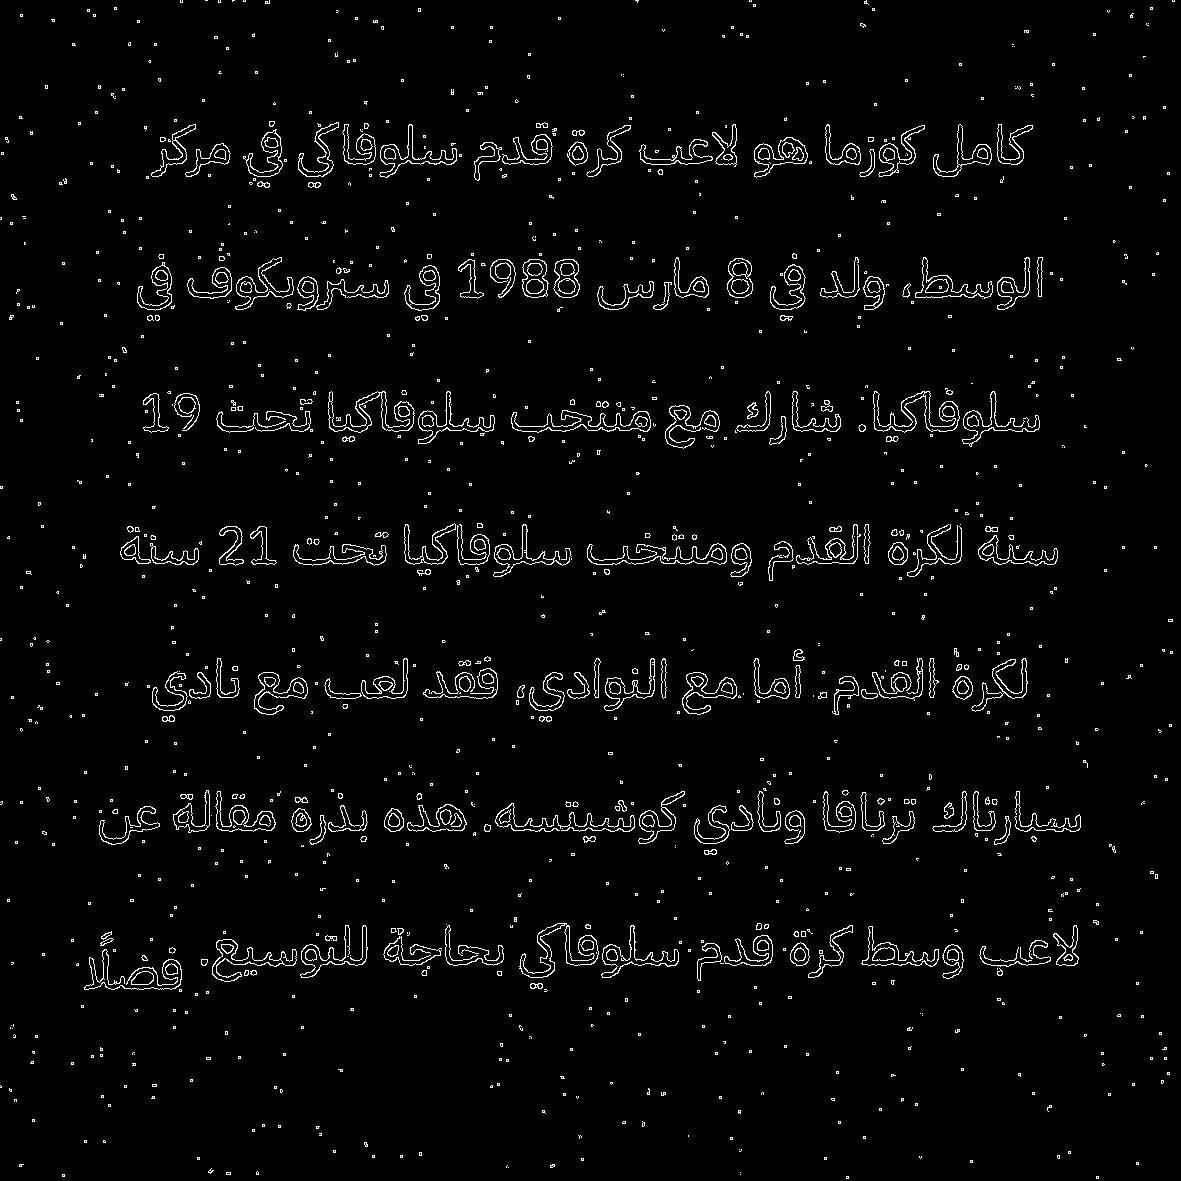 كامل كوزما هو لاعب كرة قدم سلوفاكي في مركز
الوسط، ولد في 8 مارس 1988 في ستروبكوف في
سلوفاكيا. شارك مع منتخب سلوفاكيا تحت 19
سنة لكرة القدم ومنتخب سلوفاكيا تحت 21 سنة
لكرة القدم. أما مع النوادي، فقد لعب مع نادي
سبارتاك ترنافا ونادي كوشيتسه. هذه بذرة مقالة عن
لاعب وسط كرة قدم سلوفاكي بحاجة للتوسيع. فضلًا